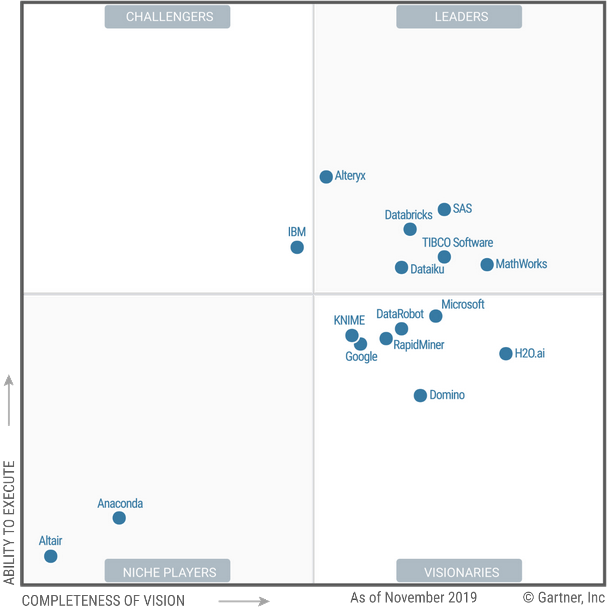 CHALLENGERS
LEADERS
Alteryx
SAS
Databricks
IBM
TIBCO Software
MathWorks
Dataiku
Microsoft
DataRobot
KNIME
RapidMiner
Google
H2O.ai
Domino
Anaconda
Altair
NICHE PLAYERS
VISIONARIES
ABILITY TO EXECUTE
COMPLETENESS OF VISION
As of November 2019
© Gartner, Inc